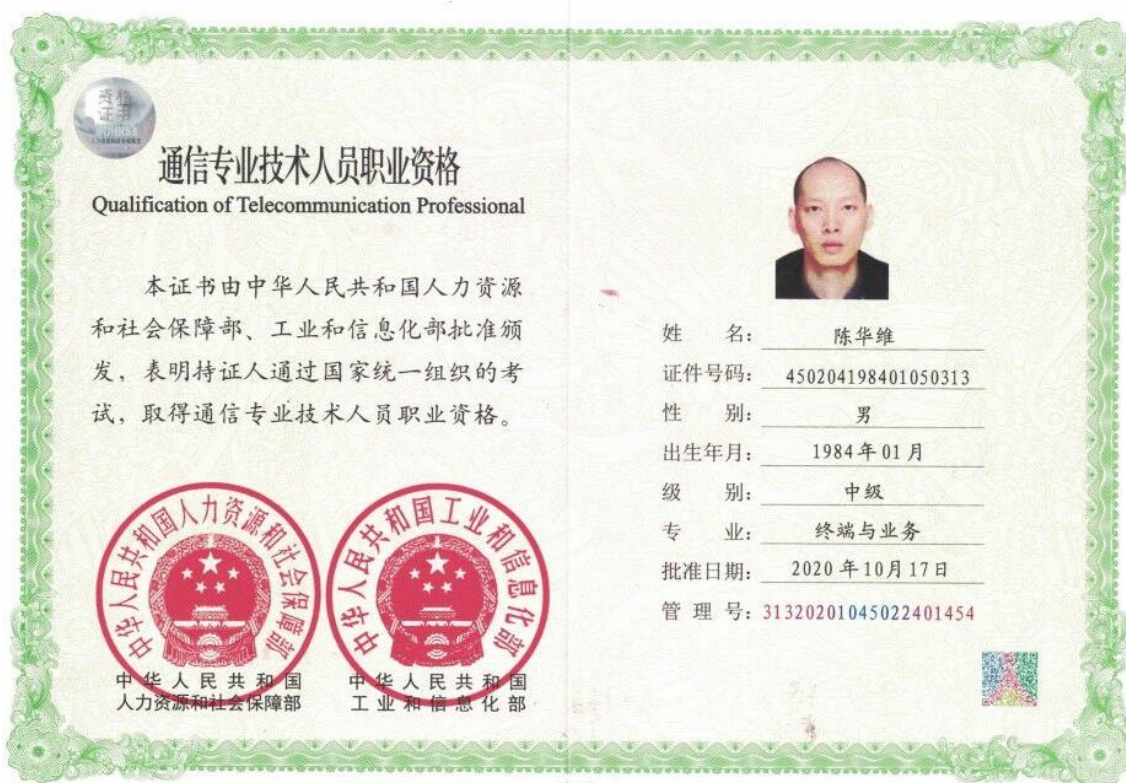 资格
证书
通信专业技术人员职业资格
Qualification of Telecommunication Professional
本证书由中华人民共和国人力资源
和社会保障部、工业和信息化部批准颁
发，表明持证人通过国家统一组织的考
试，取得通信专业技术人员职业资格。
中华人民共和国人力资源和社会保障部
中华人民共和国工业和信息化部
中华人民共和国
人力资源和社会保障部
中华人民共和国
工业和信息化部
姓 名： 陈华维
证件号码： 450204198401050313
性 别： 男
出生年月： 1984年01月
级 别： 中级
专 业： 终端与业务
批准日期： 2020年10月17日
管 理 号： 31320201045022401454